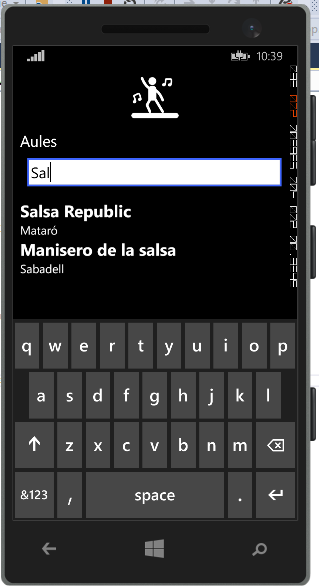 10:39
Aules
Sal
Salsa Republic
Mataró
Manisero de la salsa
Sabadell
q w e r t y u i o p
a s d f g h j k l
z x c v b n m
&123 , space .